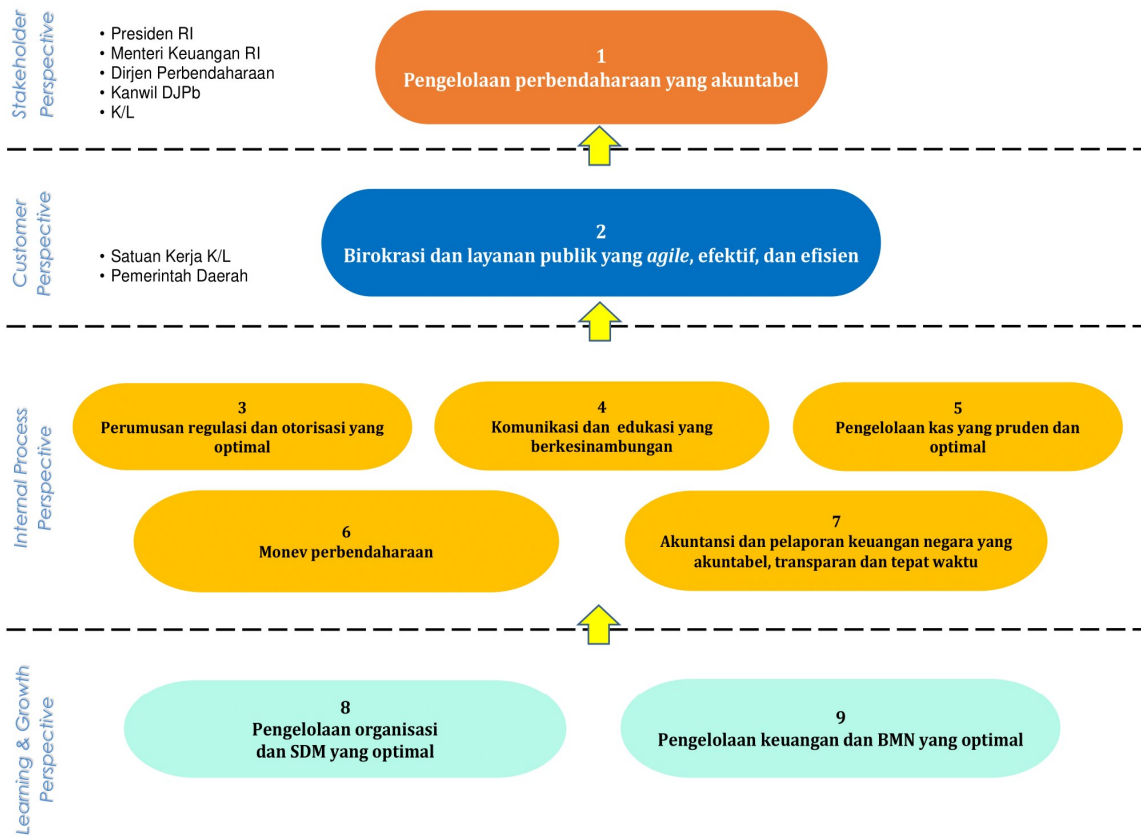 Stakeholder
Perspective
• Presiden RI
• Menteri Keuangan RI
• Dirjen Perbendaharaan
• Kanwil DJPb
• K/L
1
Pengelolaan perbendaharaan yang akuntabel
Customer
Perspective
• Satuan Kerja K/L
• Pemerintah Daerah
2
Birokrasi dan layanan publik yang agile, efektif, dan efisien
Internal Process
Perspective
3
Perumusan regulasi dan otorisasi yang
optimal
4
Komunikasi dan edukasi yang
berkesinambungan
5
Pengelolaan kas yang pruden dan
optimal
6
Monev perbendaharaan
7
Akuntansi dan pelaporan keuangan negara yang
akuntabel, transparan dan tepat waktu
Learning & Growth
Perspective
8
Pengelolaan organisasi
dan SDM yang optimal
9
Pengelolaan keuangan dan BMN yang optimal